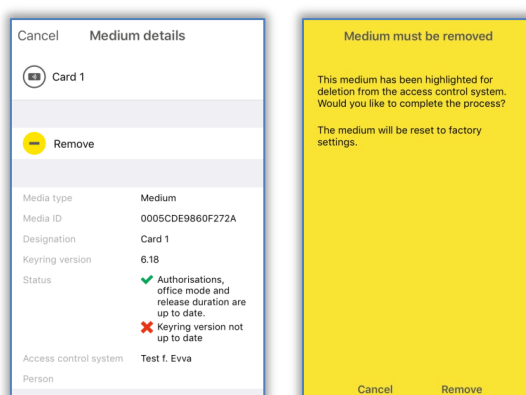 Cancel Medium details
Card 1
Remove
Media type Medium
Media ID 0005CDE9860F272A
Designation Card 1
Keyring version 6.18
Status Authorisations,
office mode and
release duration are
up to date.
Keyring version not
up to date
Access control system Test f. Evva
Person
Medium must be removed
This medium has been highlighted for
deletion from the access control system.
Would you like to complete the process?
The medium will be reset to factory
settings.
Cancel Remove